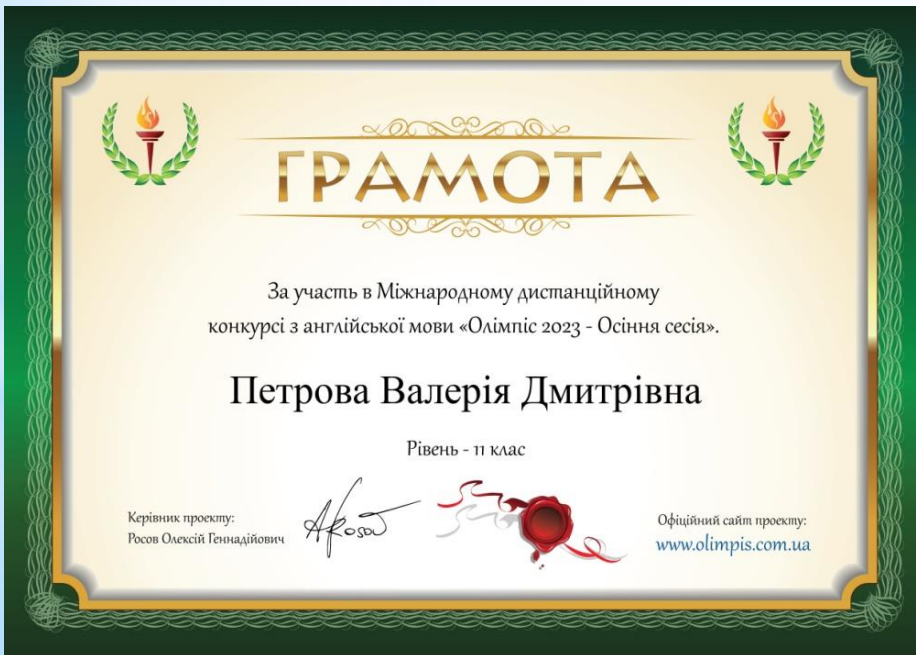 ГРАМОТА
За участь в Міжнародному дистанційному
конкурсі з англійської мови «Олімпіс 2023 - Осіння сесія».
Петрова Валерія Дмитрівна
Рівень - 11 клас
Керівник проекту:
Росов Олексій Геннадійович
ARosov
Офіційний сайт проекту:
www.olimpis.com.ua